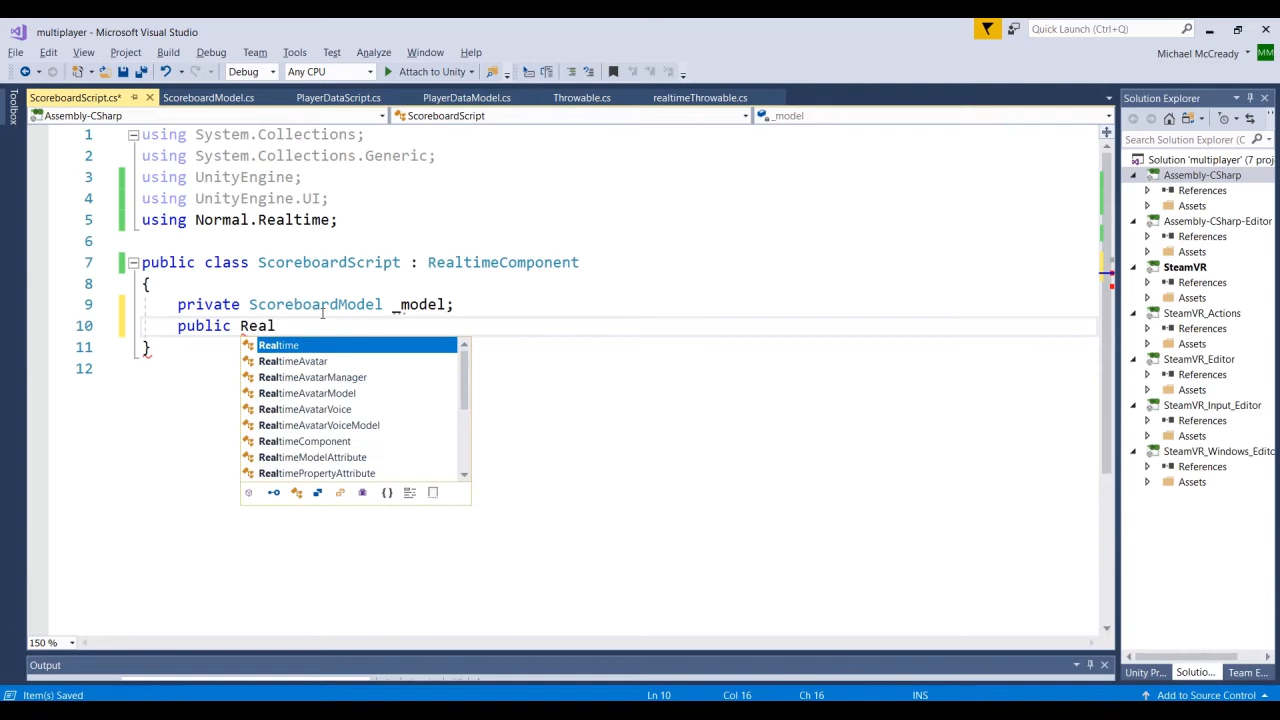 multiplayer - Microsoft Visual Studio
Quick Launch (Ctrl+Q)
File Edit View Project Build Debug Team Tools Test Analyze Window Help
Michael McCready MM
Debug Any CPU Attach to Unity
Toolbox
ScoreboardScript.cs* ScoreboardModel.cs PlayerDataScript.cs PlayerDataModel.cs Throwable.cs realtimeThrowable.cs
Assembly-CSharp ScoreboardScript _model
1 using System.Collections;
2 using System.Collections.Generic;
3 using UnityEngine;
4 using UnityEngine.UI;
5 using Normal.Realtime;
6
7 public class ScoreboardScript : RealtimeComponent
8 {
9 private ScoreboardModel _model;
10 public Real
11 }
12
Realtime
RealtimeAvatar
RealtimeAvatarManager
RealtimeAvatarModel
RealtimeAvatarVoice
RealtimeAvatarVoiceModel
RealtimeComponent
RealtimeModelAttribute
RealtimePropertyAttribute
Solution Explorer
Search Solution Explorer (C
Solution 'multiplayer' (7 proj
Assembly-CSharp
References
Assets
Assembly-CSharp-Editor
References
Assets
SteamVR
References
Assets
SteamVR_Actions
References
Assets
SteamVR_Editor
References
Assets
SteamVR_Input_Editor
References
Assets
SteamVR_Windows_Edito
References
Assets
150 %
Unity Pr... Solutio... Team E...
Output
Item(s) Saved Ln 10 Col 16 Ch 16 INS Add to Source Control